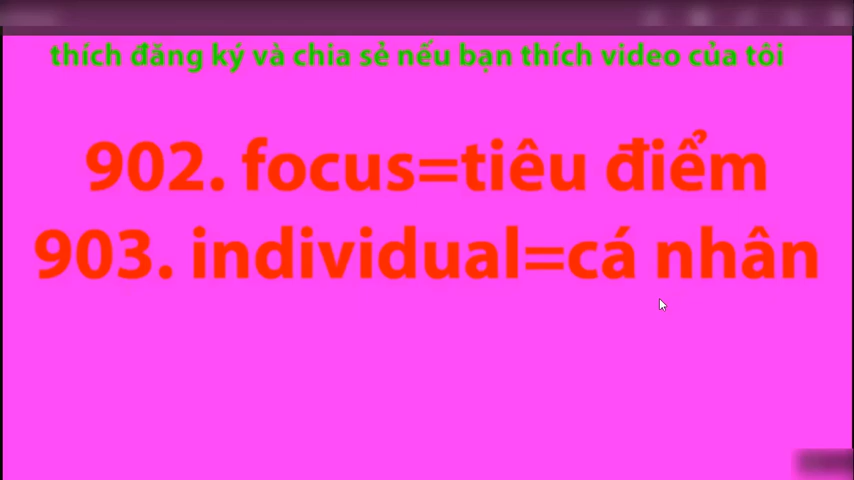 thích đăng ký và chia sẻ nếu bạn thích video của tôi
902. focus=tiêu điểm
903. individual=cá nhân